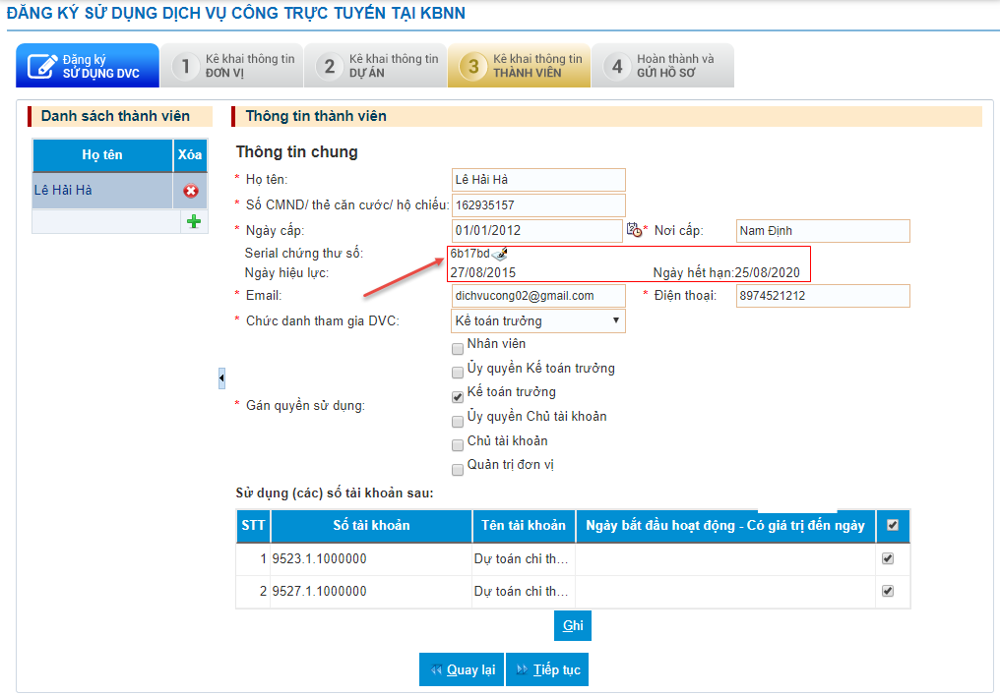 ĐĂNG KÝ SỬ DỤNG DỊCH VỤ CÔNG TRỰC TUYẾN TẠI KBNN
Đăng ký
SỬ DỤNG DVC
1 Kê khai thông tin
ĐƠN VỊ
2 Kê khai thông tin
DỰ ÁN
3 Kê khai thông tin
THÀNH VIÊN
4 Hoàn thành và
GỬI HỒ SƠ
Danh sách thành viên
Họ tên Xóa
Lê Hải Hà
Thông tin thành viên
Thông tin chung
* Họ tên: Lê Hải Hà
* Số CMND/ thẻ căn cước/ hộ chiếu: 162935157
* Ngày cấp: 01/01/2012 * Nơi cấp: Nam Định
Serial chứng thư số: 6b17bd
Ngày hiệu lực: 27/08/2015 Ngày hết hạn:25/08/2020
* Email: dichvucong02@gmail.com * Điện thoại: 8974521212
* Chức danh tham gia DVC: Kế toán trưởng
* Gán quyền sử dụng:
Nhân viên
Ủy quyền Kế toán trưởng
Kế toán trưởng
Ủy quyền Chủ tài khoản
Chủ tài khoản
Quản trị đơn vị
Sử dụng (các) số tài khoản sau:
STT Số tài khoản Tên tài khoản Ngày bắt đầu hoạt động - Có giá trị đến ngày
1 9523.1.1000000 Dự toán chi th...
2 9527.1.1000000 Dự toán chi th...
Ghi
Quay lại Tiếp tục